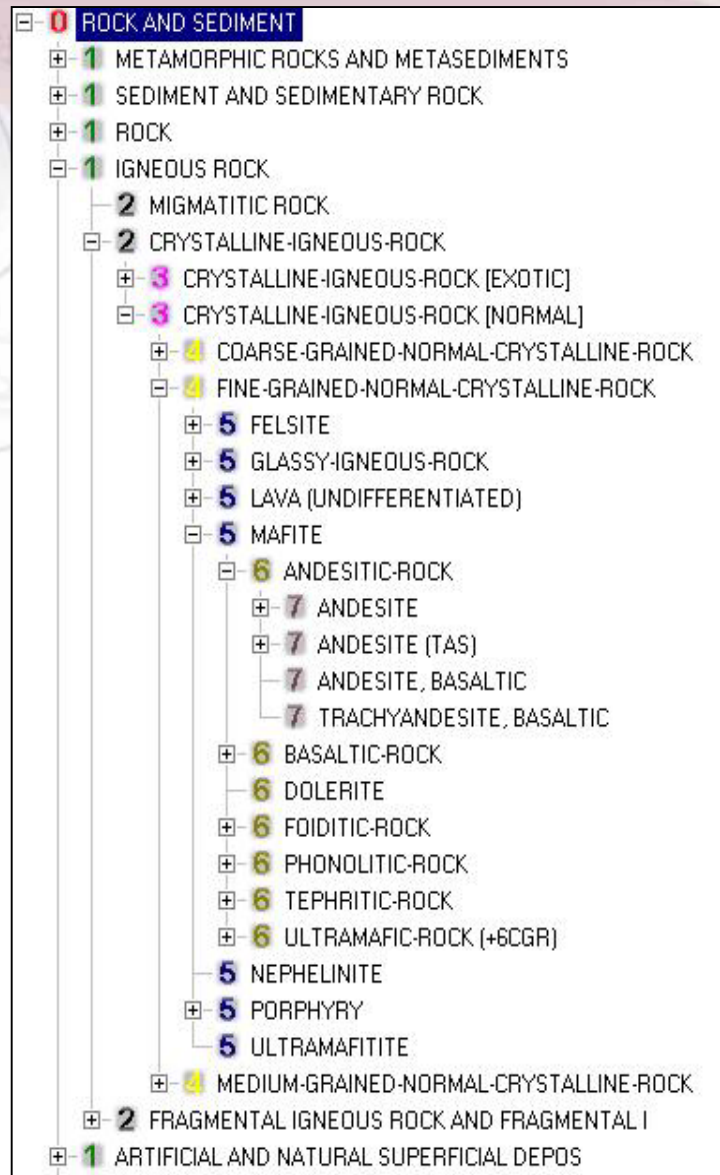 0 ROCK AND SEDIMENT
1 METAMORPHIC ROCKS AND METASEDIMENTS
1 SEDIMENT AND SEDIMENTARY ROCK
1 ROCK
1 IGNEOUS ROCK
2 MIGMATITIC ROCK
2 CRYSTALLINE-IGNEOUS-ROCK
3 CRYSTALLINE-IGNEOUS-ROCK [EXOTIC]
3 CRYSTALLINE-IGNEOUS-ROCK [NORMAL]
4 COARSE-GRAINED-NORMAL-CRYSTALLINE-ROCK
4 FINE-GRAINED-NORMAL-CRYSTALLINE-ROCK
5 FELSITE
5 GLASSY-IGNEOUS-ROCK
5 LAVA (UNDIFFERENTIATED)
5 MAFITE
6 ANDESITIC-ROCK
7 ANDESITE
7 ANDESITE (TAS)
7 ANDESITE, BASALTIC
7 TRACHYANDESITE, BASALTIC
6 BASALTIC-ROCK
6 DOLERITE
6 FOIDITIC-ROCK
6 PHONOLITIC-ROCK
6 TEPHRITIC-ROCK
6 ULTRAMAFIC-ROCK (+6CGR)
5 NEPHELINITE
5 PORPHYRY
5 ULTRAMAFITITE
4 MEDIUM-GRAINED-NORMAL-CRYSTALLINE-ROCK
2 FRAGMENTAL IGNEOUS ROCK AND FRAGMENTAL I
1 ARTIFICIAL AND NATURAL SUPERFICIAL DEPOS